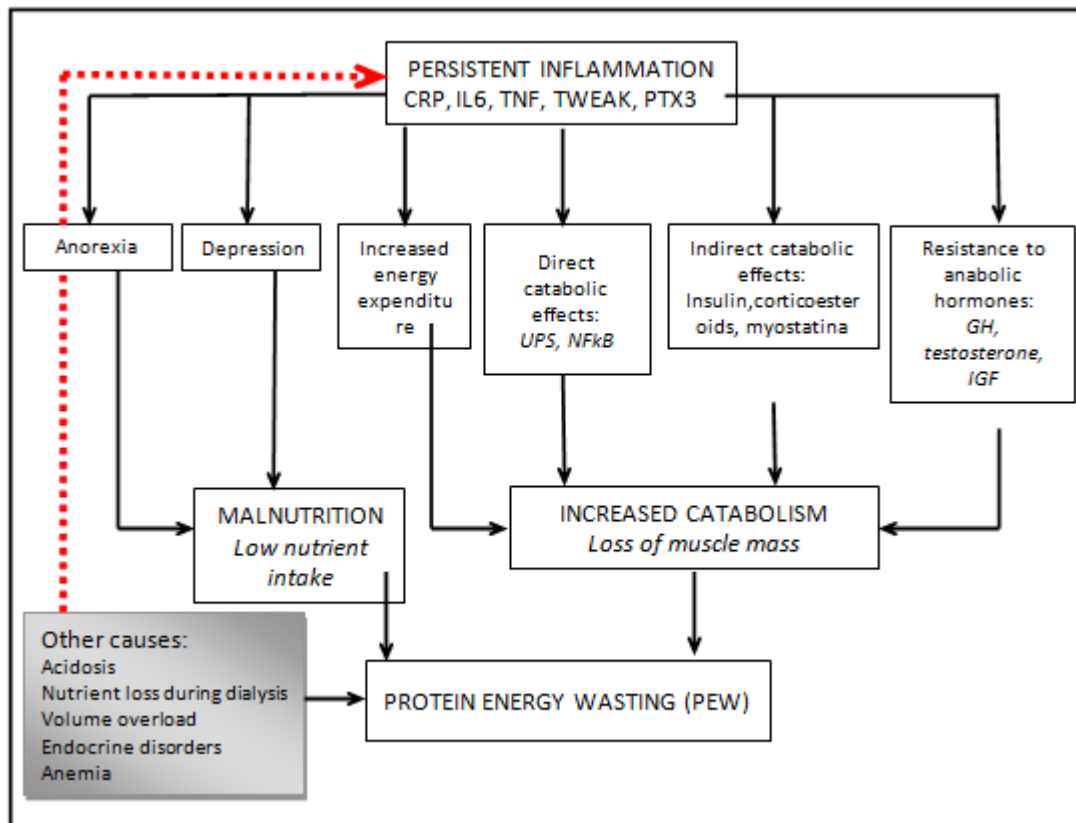 PERSISTENT INFLAMMATION
CRP, IL6, TNF, TWEAK, PTX3
Anorexia
Depression
Increased
energy
expenditu
re
Direct
catabolic
effects:
UPS, NFkB
Indirect catabolic
effects:
Insulin,corticoester
oids, myostatina
Resistance to
anabolic
hormones:
GH,
testosterone,
IGF
MALNUTRITION
Low nutrient
intake
INCREASED CATABOLISM
Loss of muscle mass
Other causes:
Acidosis
Nutrient loss during dialysis
Volume overload
Endocrine disorders
Anemia
PROTEIN ENERGY WASTING (PEW)